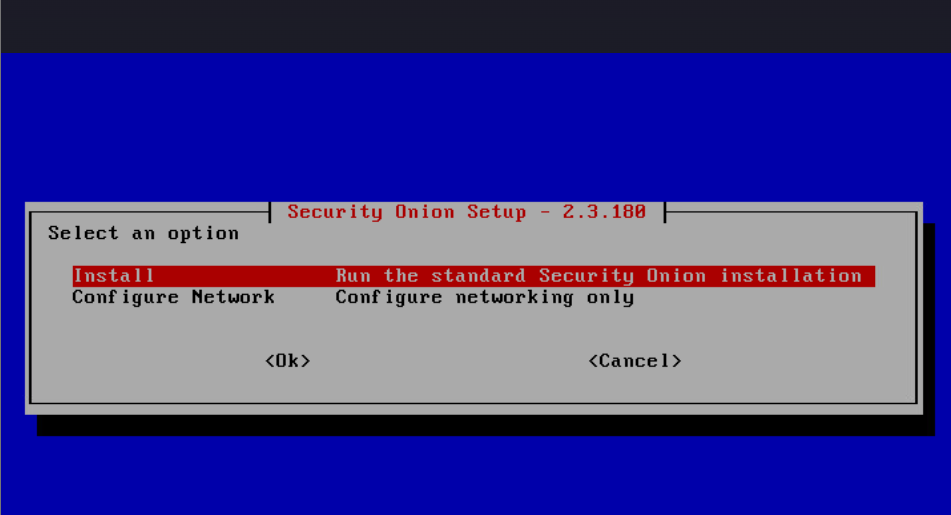 Security Onion Setup - 2.3.180
Select an option
Install Run the standard Security Onion installation
Configure Network Configure networking only
<Ok> <Cancel>